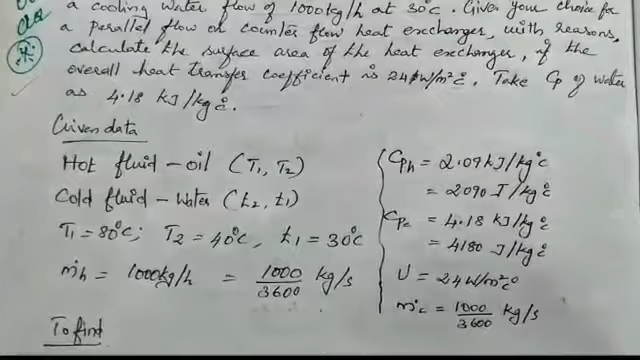 a cooling water flow of 1000kg/h at 30°C. Given your choice for
a parallel flow or counter flow heat exchanger, with reasons,
calculate the surface area of the heat exchanger, if the
overall heat transfer coefficient is 24 W/m²°C. Take Cp of water
as 4.18 KJ/kg°C.
Given data
Hot fluid - oil (T₁, T₂)
Cold fluid - water (t₂, t₁)
T₁ = 80°C; T₂ = 40°C, t₁ = 30°C
ṁh = 1000kg/h = 1000/3600 kg/s
Cph = 2.09 KJ/kg°C
= 2090 J/kg°C
Cpc = 4.18 KJ/kg°C
= 4180 J/kg°C
U = 24W/m²C°
ṁc = 1000/3600 kg/s
To find